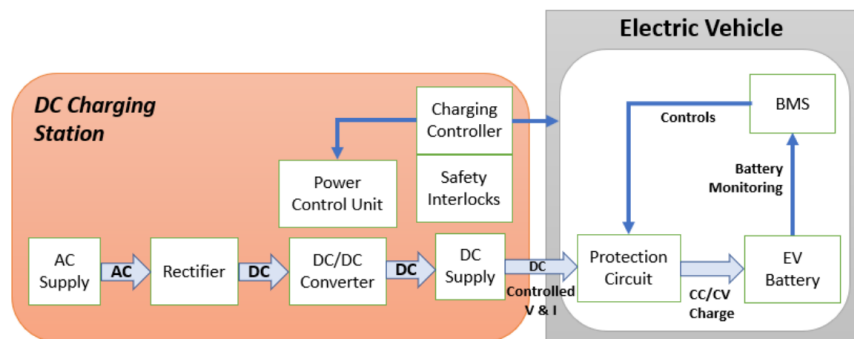 Electric Vehicle
DC Charging
Station
Charging
Controller
BMS
Controls
Power
Control Unit
Safety
Interlocks
Battery
Monitoring
AC
Supply
AC
Rectifier
DC
DC/DC
Converter
DC
DC
Supply
DC
Controlled
V & I
Protection
Circuit
CC/CV
Charge
EV
Battery